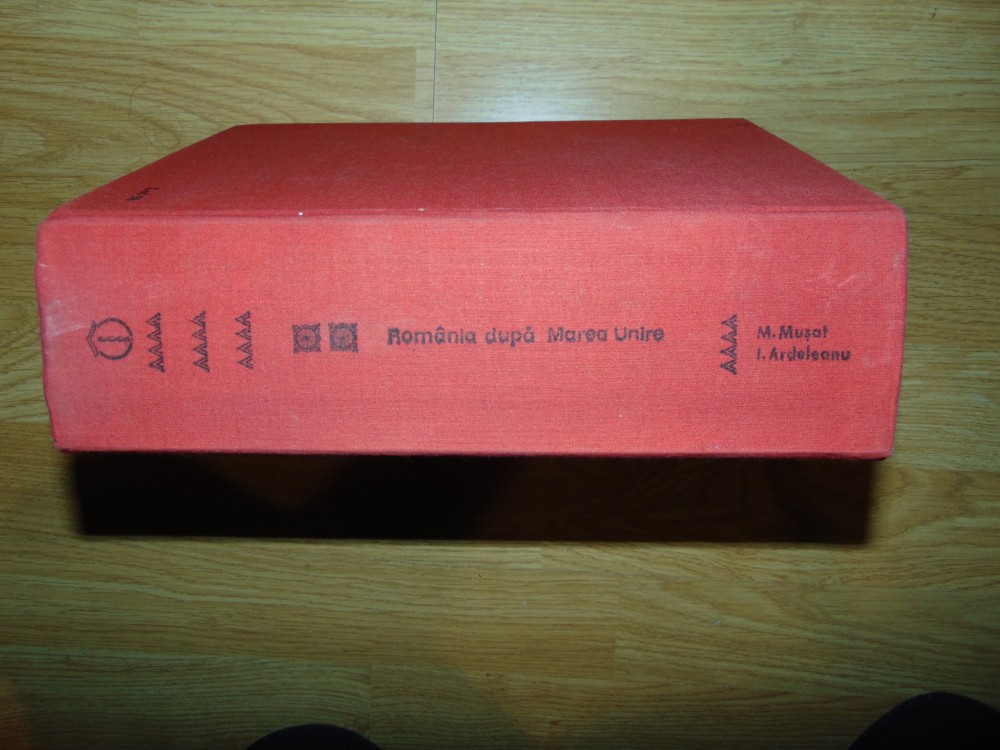 România după Marea Unire
M. Mușat
I. Ardeleanu